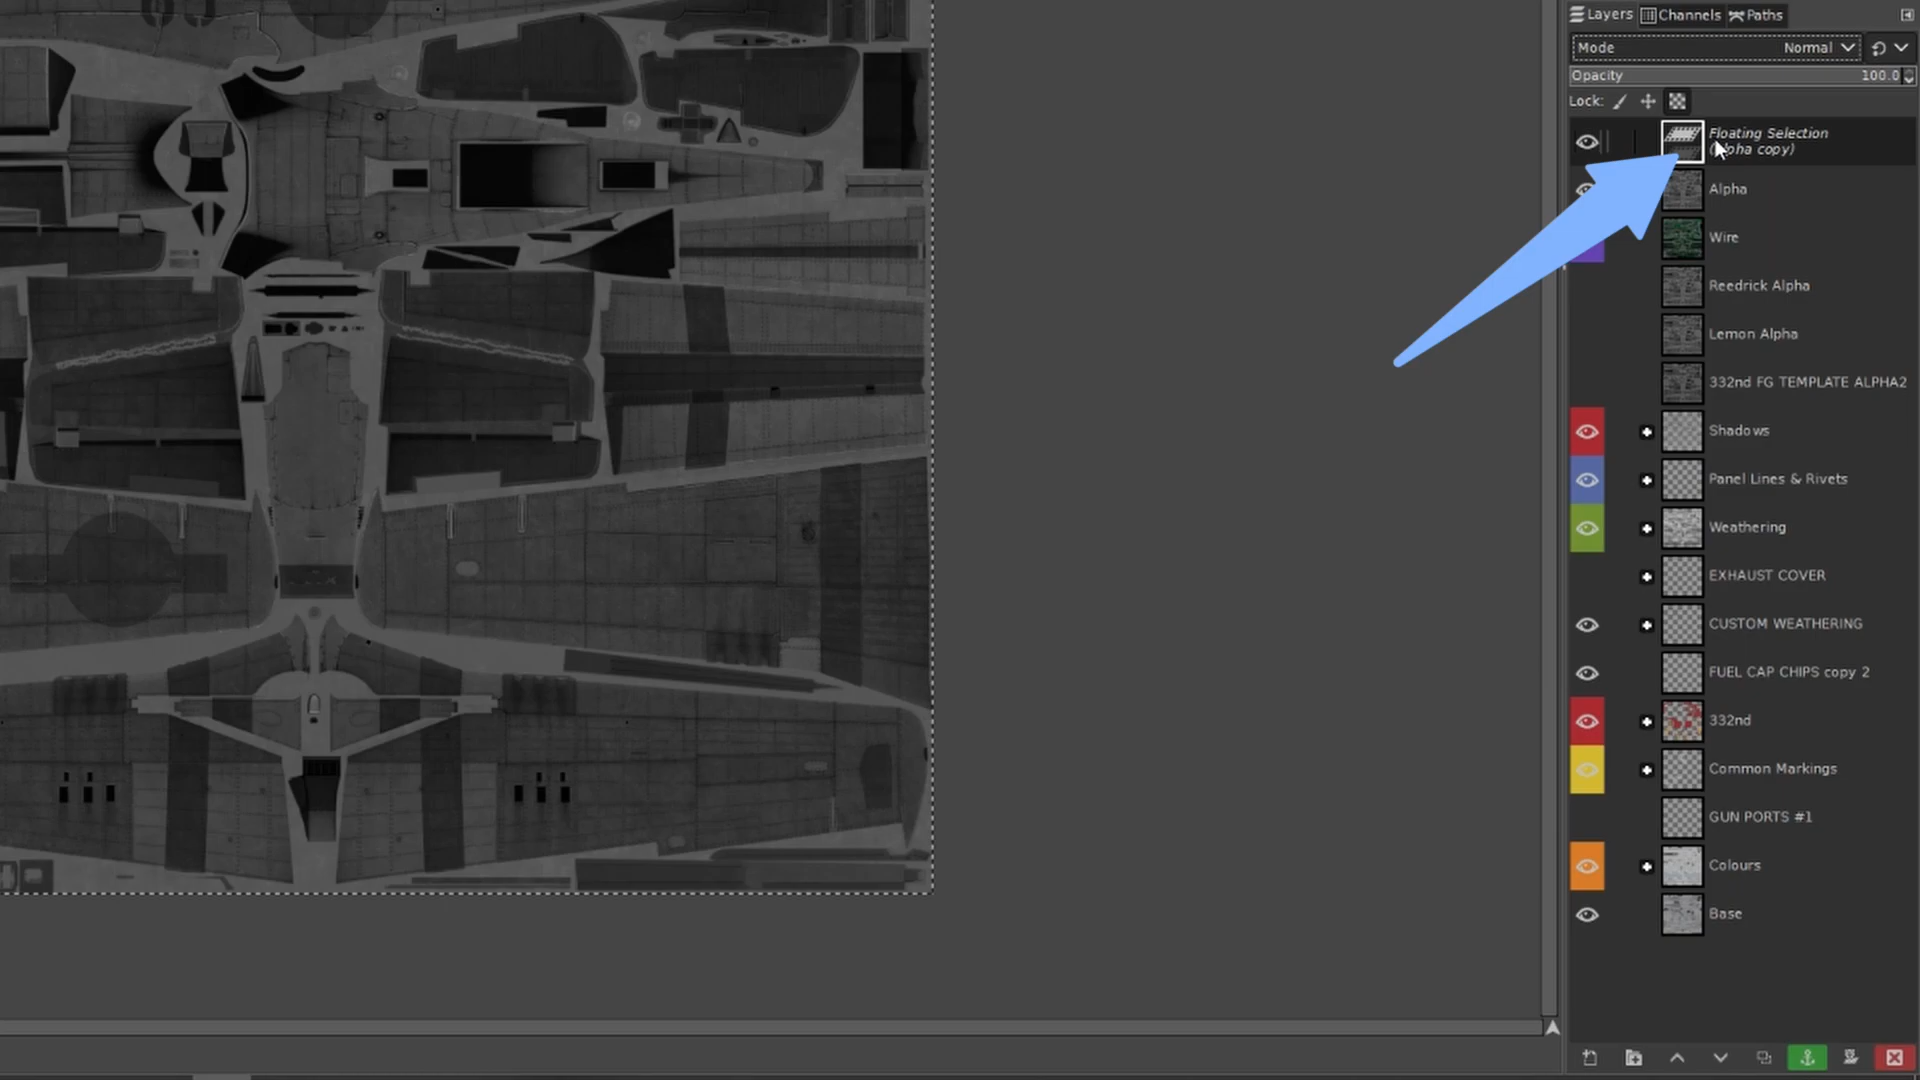 Layers Channels Paths
Mode Normal
Opacity 100.0
Lock:
Floating Selection
Alpha
Wire
Reedrick Alpha
Lemon Alpha
332nd FG TEMPLATE ALPHA2
Shadows
Panel Lines & Rivets
Weathering
EXHAUST COVER
CUSTOM WEATHERING
FUEL CAP CHIPS copy 2
332nd
Common Markings
GUN PORTS #1
Colours
Base